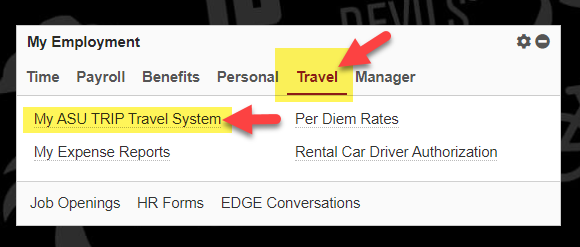 DEVILS
My Employment
Time Payroll Benefits Personal Travel Manager
My ASU TRIP Travel System Per Diem Rates
My Expense Reports Rental Car Driver Authorization
Job Openings HR Forms EDGE Conversations